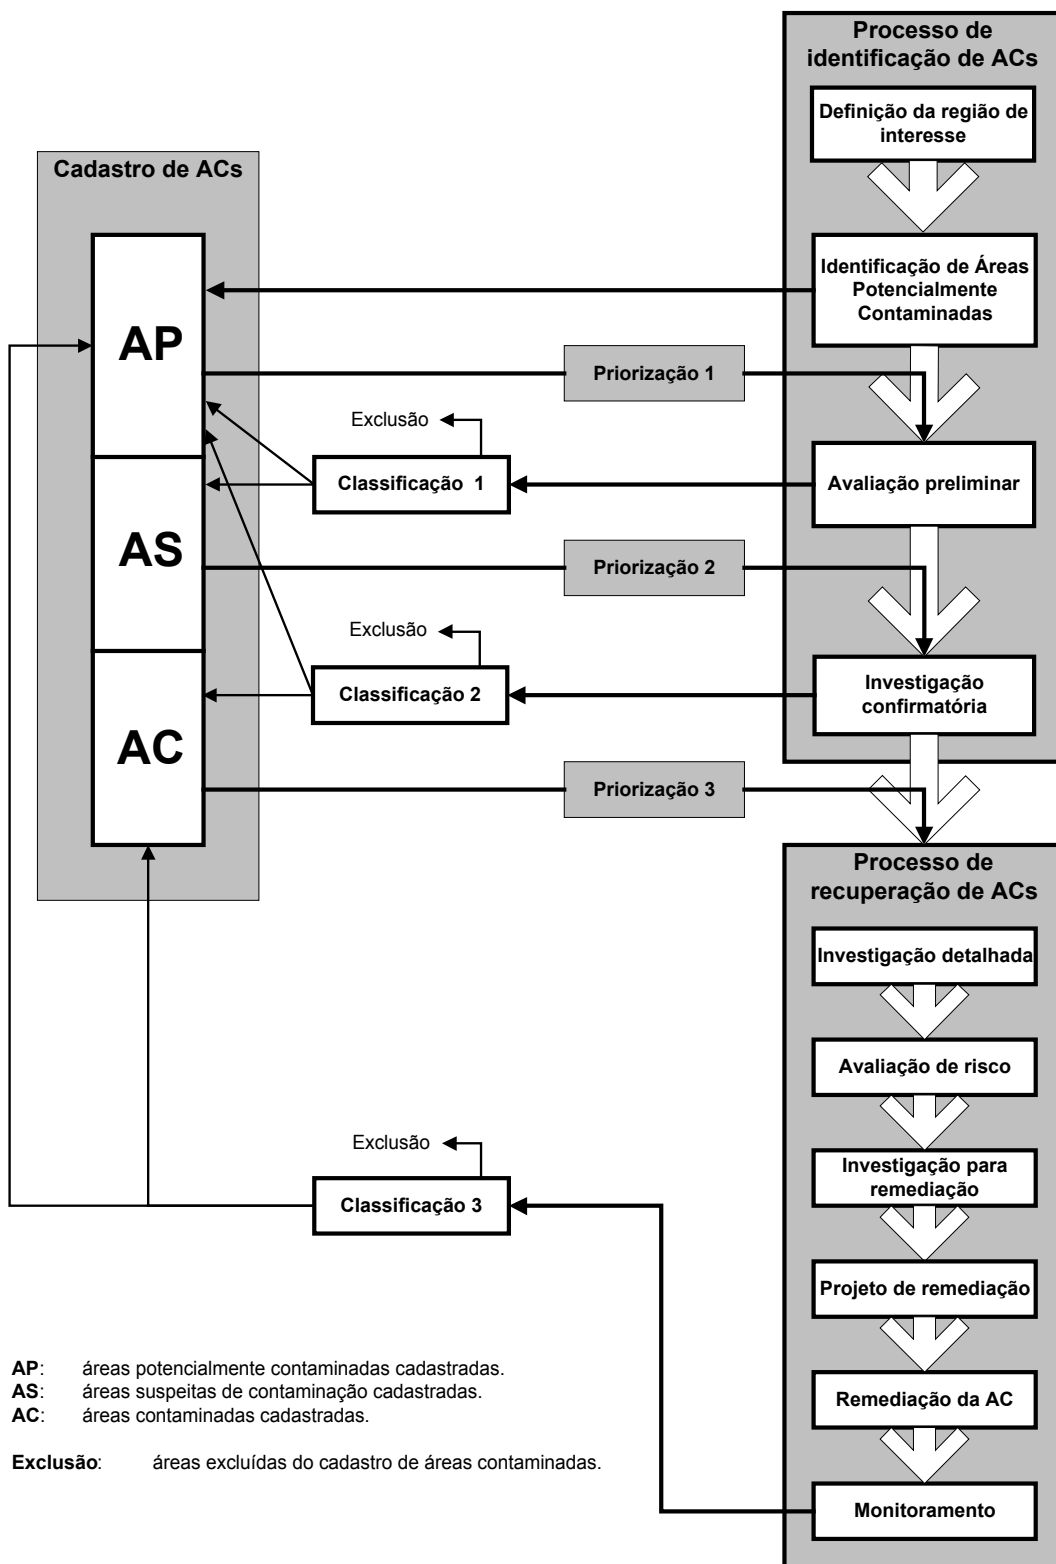 Processo de
identificação de ACs
Definição da região de
interesse
Cadastro de ACs
Identificação de Áreas
Potencialmente
Contaminadas
AP
Priorização 1
Exclusão
Classificação 1
Avaliação preliminar
AS
Priorização 2
Exclusão
Classificação 2
Investigação
confirmatória
AC
Priorização 3
Processo de
recuperação de ACs
Investigação detalhada
Avaliação de risco
Exclusão
Classificação 3
Investigação para
remediação
Projeto de remediação
Remediação da AC
Monitoramento
AP: áreas potencialmente contaminadas cadastradas.
AS: áreas suspeitas de contaminação cadastradas.
AC: áreas contaminadas cadastradas.
Exclusão: áreas excluídas do cadastro de áreas contaminadas.